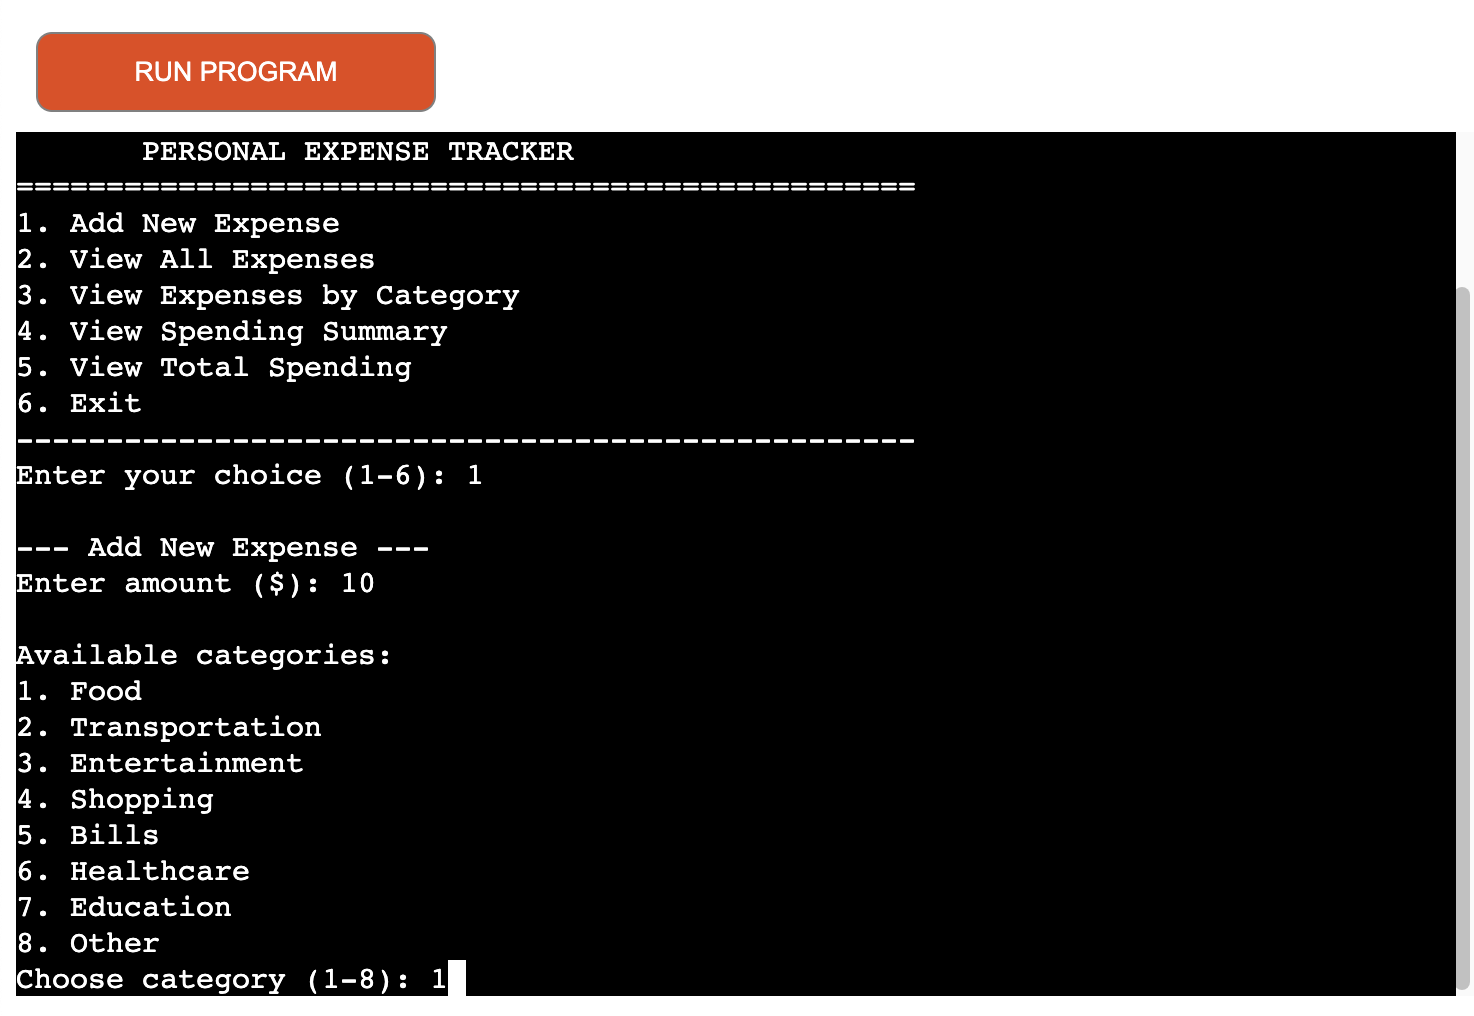 RUN PROGRAM
PERSONAL EXPENSE TRACKER
==================================================
1. Add New Expense
2. View All Expenses
3. View Expenses by Category
4. View Spending Summary
5. View Total Spending
6. Exit
--------------------------------------------------
Enter your choice (1-6): 1
--- Add New Expense ---
Enter amount ($): 10
Available categories:
1. Food
2. Transportation
3. Entertainment
4. Shopping
5. Bills
6. Healthcare
7. Education
8. Other
Choose category (1-8): 1